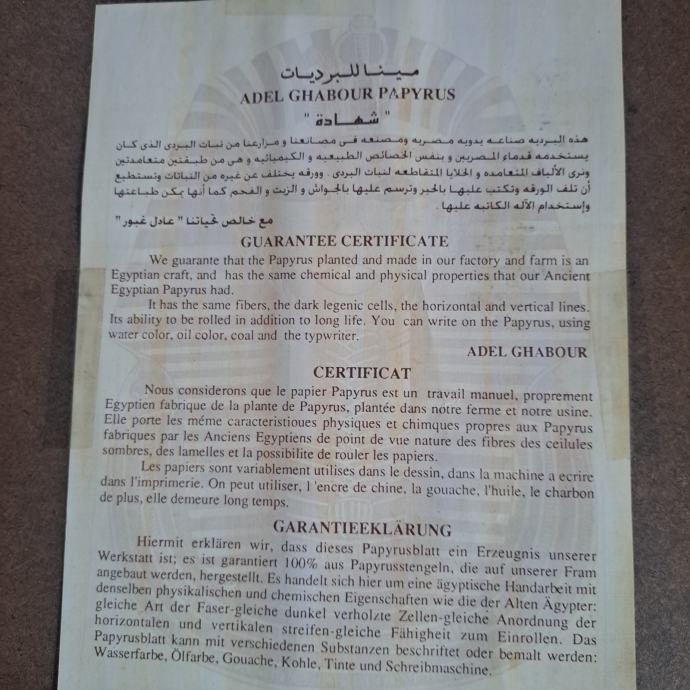 مينا للبرديات
ADEL GHABOUR PAPYRUS
" شهادة "
هذه البرديه صناعه يدويه مصريه ومصنعه فى مصانعنا و مزارعنا من نبات البردى الذى كان
يستخدمه قدماء المصريين و بنفس الخصائص الطبيعيه و الكيميائيه و هى من طبقتين متعامدتين
ونرى الألياف المتعامده و الخلايا المتقاطعه لنبات البردى . وورقه يختلف عن غيره من النباتات ونستطيع
أن تلف الورقه وتكتب عليهـا بالحبر وترسم عليها بالجواش و الزيت و الفحم كما أنها يمكن طباعتها
وإستخدام الآله الكاتبه عليها .
مع خالص تحياتنا " عادل غبور "
GUARANTEE CERTIFICATE
We guarante that the Papyrus planted and made in our factory and farm is an
Egyptian craft, and has the same chemical and physical properties that our Ancient
Egyptian Papyrus had.
It has the same fibers, the dark legenic cells, the horizontal and vertical lines.
Its ability to be rolled in addition to long life. You can write on the Papyrus, using
water color, oil color, coal and the typwriter.
ADEL GHABOUR
CERTIFICAT
Nous considerons que le papier Papyrus est un travail manuel, proprement
Egyptien fabrique de la plante de Papyrus, plantée dans nôtre ferme et notre usine.
Elle porte les méme caracteristioues physiques et chimques propres aux Papyrus
fabriques par les Anciens Egyptiens de point de vue nature des fibres des ceilules
sombres, des lamelles et la possibilite de rouler les papiers.
Les papiers sont variablement utilises dans le dessin, dans la machine a ecrire
dans l'imprimerie. On peut utiliser, l 'encre de chine, la gouache, l'huile, le charbon
de plus, elle demeure long temps.
GARANTIEEKLÄRUNG
Hiermit erklären wir, dass dieses Papyrusblatt ein Erzeugnis unserer
Werkstatt ist; es ist garantiert 100% aus Papyrusstengeln, die auf unserer Fram
angebaut werden, hergestellt. Es handelt sich hier um eine ägyptische Handarbeit mit
denselben physikalischen und chemischen Eigenschaften wie die der Alten Ägypter:
gleiche Art der Faser-gleiche dunkel verholzte Zellen-gleiche Anordnung der
horizontalen und vertikalen streifen-gleiche Fähigheit zum Einrollen. Das
Papyrusblatt kann mit verschiedenen Substanzen beschriftet oder bemalt werden:
Wasserfarbe, Ölfarbe, Gouache, Kohle, Tinte und Schreibmaschine.